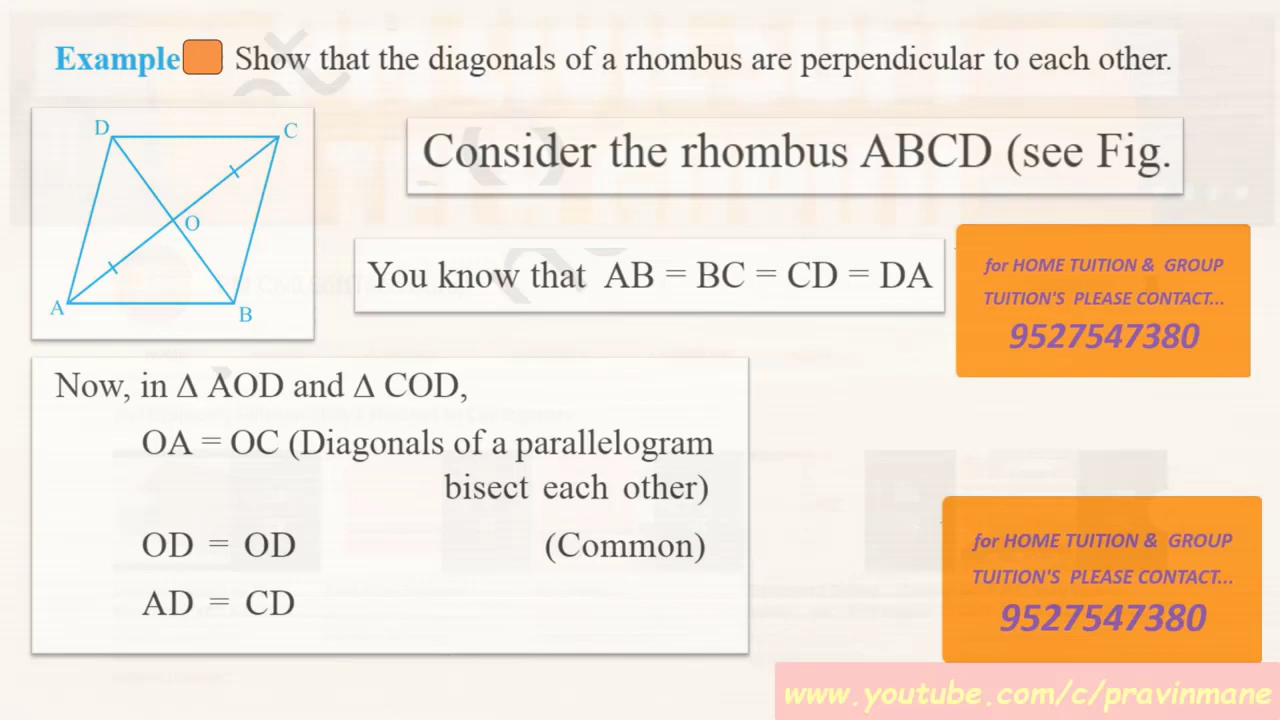 Example Show that the diagonals of a rhombus are perpendicular to each other.
D
C
O
A
B
Consider the rhombus ABCD (see Fig.
You know that AB = BC = CD = DA
for HOME TUITION & GROUP
TUITION'S PLEASE CONTACT...
9527547380
Now, in Δ AOD and Δ COD,
OA = OC (Diagonals of a parallelogram
bisect each other)
OD = OD (Common)
AD = CD
for HOME TUITION & GROUP
TUITION'S PLEASE CONTACT...
9527547380
www.youtube.com/c/pravinmane